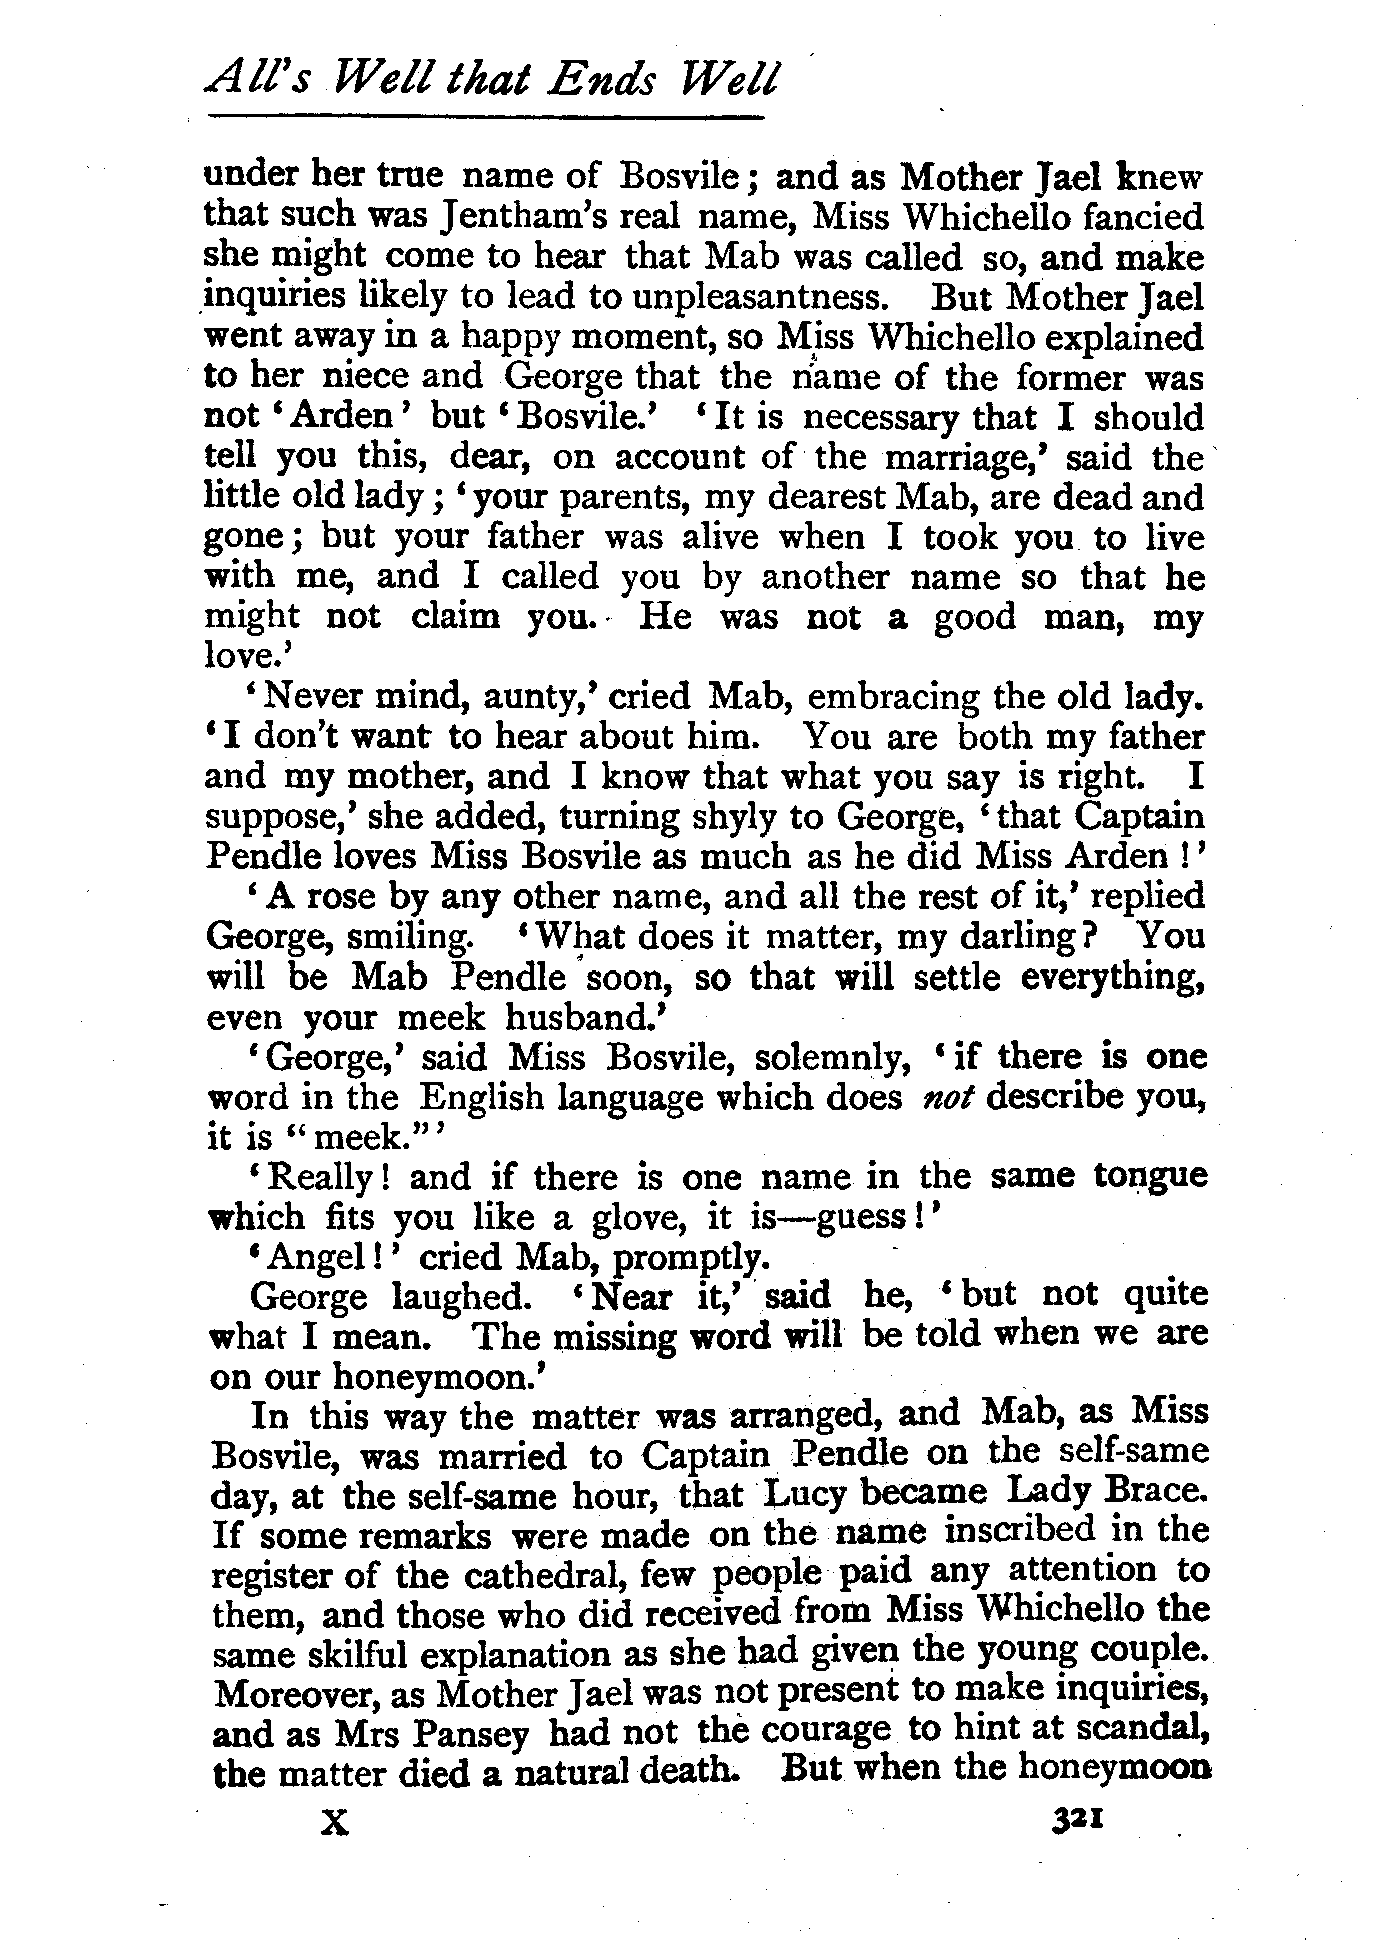 All's Well that Ends Well
under her true name of Bosvile; and as Mother Jael knew
that such was Jentham's real name, Miss Whichello fancied
she might come to hear that Mab was called so, and make
inquiries likely to lead to unpleasantness. But Mother Jael
went away in a happy moment, so Miss Whichello explained
to her niece and George that the name of the former was
not ‘Arden’ but ‘Bosvile.’ ‘It is necessary that I should
tell you this, dear, on account of the marriage,’ said the
little old lady; ‘your parents, my dearest Mab, are dead and
gone; but your father was alive when I took you to live
with me, and I called you by another name so that he
might not claim you. He was not a good man, my
love.’
‘Never mind, aunty,’ cried Mab, embracing the old lady.
‘I don't want to hear about him. You are both my father
and my mother, and I know that what you say is right. I
suppose,’ she added, turning shyly to George, ‘that Captain
Pendle loves Miss Bosvile as much as he did Miss Arden!’
‘A rose by any other name, and all the rest of it,’ replied
George, smiling. ‘What does it matter, my darling? You
will be Mab Pendle soon, so that will settle everything,
even your meek husband.’
‘George,’ said Miss Bosvile, solemnly, ‘if there is one
word in the English language which does not describe you,
it is “meek.”’
‘Really! and if there is one name in the same tongue
which fits you like a glove, it is—guess!’
‘Angel!’ cried Mab, promptly.
George laughed. ‘Near it,’ said he, ‘but not quite
what I mean. The missing word will be told when we are
on our honeymoon.’
In this way the matter was arranged, and Mab, as Miss
Bosvile, was married to Captain Pendle on the self-same
day, at the self-same hour, that Lucy became Lady Brace.
If some remarks were made on the name inscribed in the
register of the cathedral, few people paid any attention to
them, and those who did received from Miss Whichello the
same skilful explanation as she had given the young couple.
Moreover, as Mother Jael was not present to make inquiries,
and as Mrs Pansey had not the courage to hint at scandal,
the matter died a natural death. But when the honeymoon
X 321